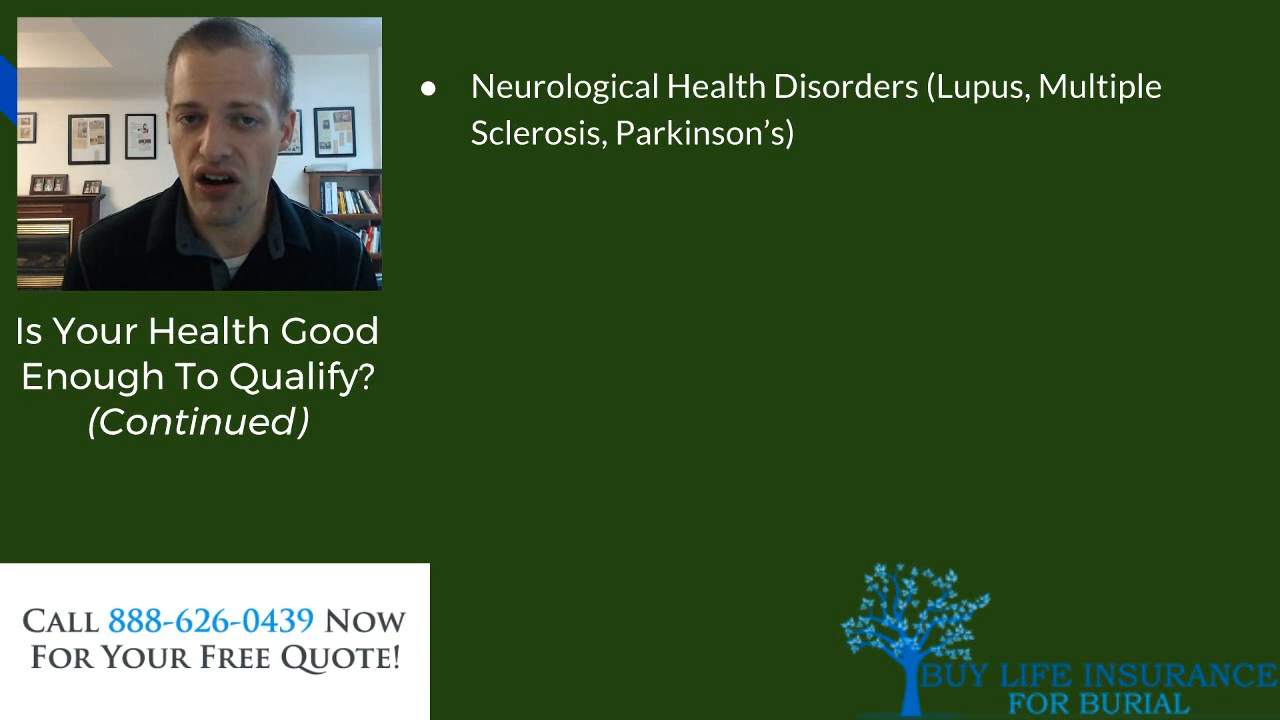 ● Neurological Health Disorders (Lupus, Multiple
Sclerosis, Parkinson’s)
Is Your Health Good
Enough To Qualify?
(Continued)
CALL 888-626-0439 NOW
FOR YOUR FREE QUOTE!
BUY LIFE INSURANCE
FOR BURIAL